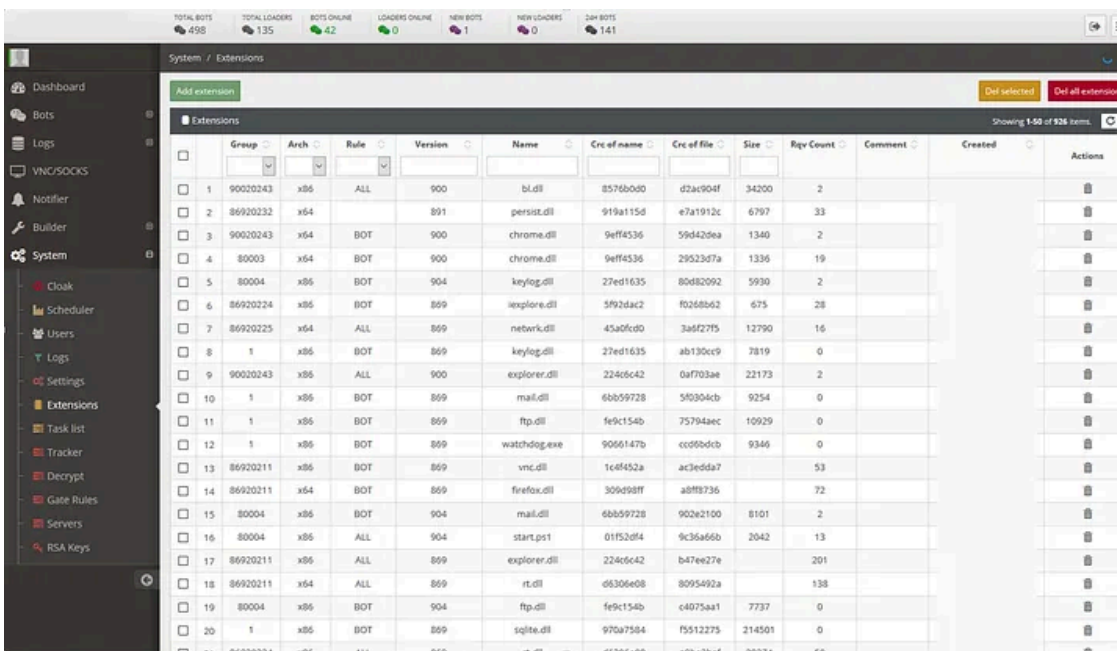 TOTAL BOTS TOTAL LOADERS BOTS ONLINE LOADERS ONLINE NEW BOTS NEW LOADERS 24H BOTS
498 135 42 0 1 0 141
System / Extensions
Dashboard
Bots
Logs
VNC/SOCKS
Notifier
Builder
System
Cloak
Scheduler
Users
Logs
Settings
Extensions
Task list
Tracker
Decrypt
Gate Rules
Servers
RSA Keys
Add extension Del selected Del all extensio
Extensions Showing 1-50 of 926 items.
Group Arch Rule Version Name Crc of name Crc of file Size Rqv Count Comment Created Actions
1 90020243 x86 ALL 900 bl.dll 8576b0d0 d2ac904f 34200 2
2 86920232 x64 891 persist.dll 919a115d e7a1912c 6797 33
3 90020243 x64 BOT 900 chrome.dll 9eff4536 59d42dea 1340 2
4 80003 x64 BOT 900 chrome.dll 9eff4536 29523d7a 1336 19
5 80004 x86 BOT 904 keylog.dll 27ed1635 80d82092 5930 2
6 86920224 x86 BOT 869 iexplore.dll 5f92dac2 f0268b62 675 28
7 86920225 x64 ALL 869 netwrk.dll 45a0fcd0 3a6f27f5 12790 16
8 1 x86 BOT 869 keylog.dll 27ed1635 ab130cc9 7819 0
9 90020243 x86 ALL 900 explorer.dll 224c6c42 0af703ae 22173 2
10 1 x86 BOT 869 mail.dll 6bb59728 5f0304cb 9254 0
11 1 x86 BOT 869 ftp.dll fe9c154b 75794aec 10929 0
12 1 x86 BOT 869 watchdog.exe 9066147b ccd6bdcb 9346 0
13 86920211 x86 BOT 869 vnc.dll 1c4f452a ac3edda7 53
14 86920211 x64 BOT 869 firefox.dll 309d98ff a8ff8736 72
15 80004 x86 BOT 904 mail.dll 6bb59728 902e2100 8101 2
16 80004 x86 ALL 904 start.ps1 01f52df4 9c36a66b 2042 13
17 86920211 x86 ALL 869 explorer.dll 224c6c42 b47ee27e 201
18 86920211 x64 ALL 869 rt.dll d6306e08 8095492a 138
19 80004 x86 BOT 904 ftp.dll fe9c154b c4075aa1 7737 0
20 1 x86 BOT 869 sqlite.dll 970a7584 f5512275 214501 0